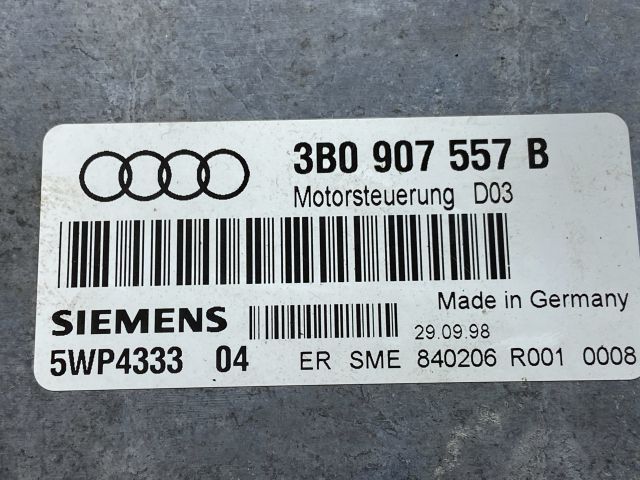 3B0 907 557 B
Motorsteuerung D03
Made in Germany
SIEMENS 29.09.98
5WP4333 04 ER SME 840206 R001 0008